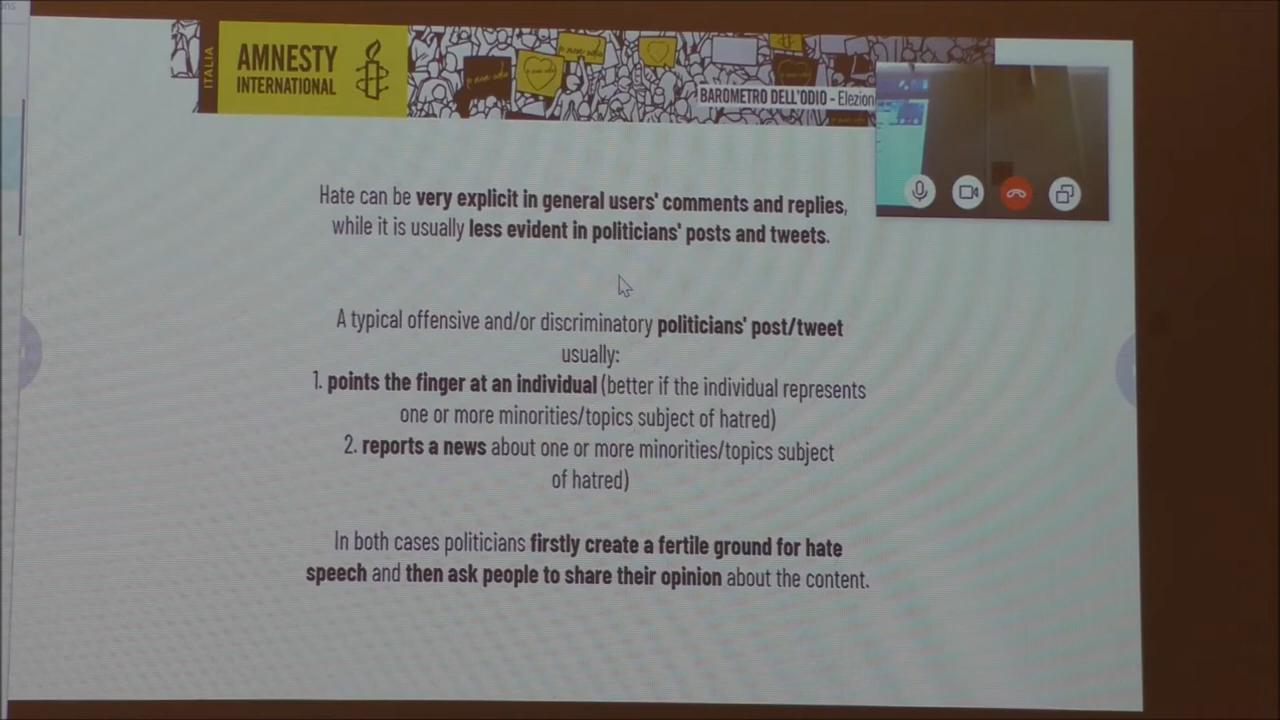 ITALIA
AMNESTY
INTERNATIONAL
BAROMETRO DELL'ODIO - Elezion
Hate can be very explicit in general users' comments and replies,
while it is usually less evident in politicians' posts and tweets.
A typical offensive and/or discriminatory politicians' post/tweet
usually:
1. points the finger at an individual (better if the individual represents
one or more minorities/topics subject of hatred)
2. reports a news about one or more minorities/topics subject
of hatred)
In both cases politicians firstly create a fertile ground for hate
speech and then ask people to share their opinion about the content.